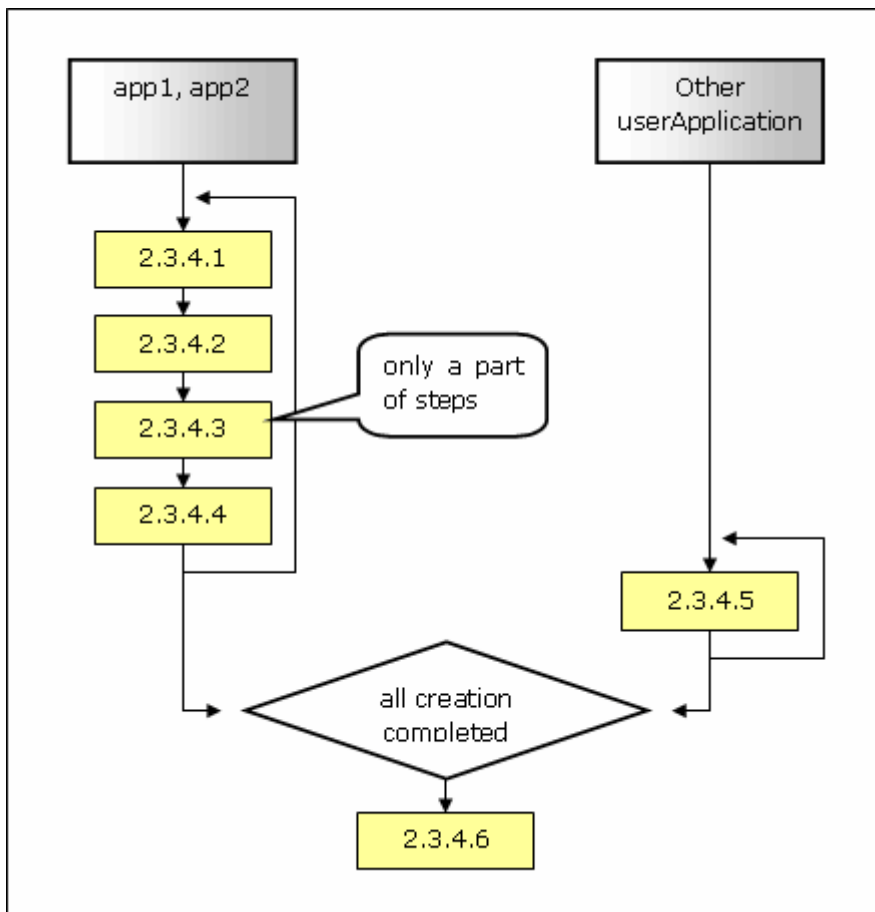 app1, app2
Other
userApplication
2.3.4.1
2.3.4.2
only a part
of steps
2.3.4.3
2.3.4.4
2.3.4.5
all creation
completed
2.3.4.6